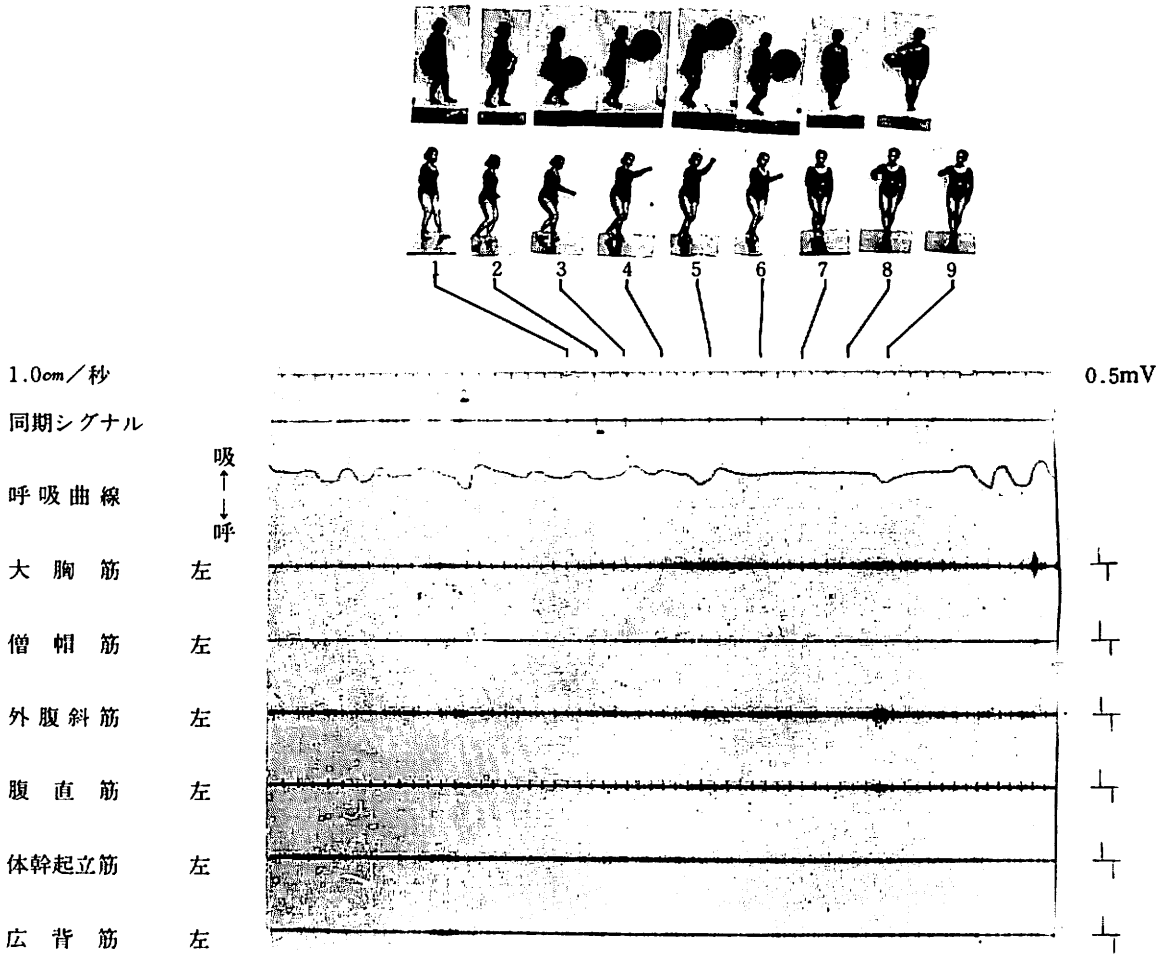 1 2 3 4 5 6 7 8 9
1.0cm/秒 0.5mV
同期シグナル
吸
呼吸曲線
呼
大胸筋 左
僧帽筋 左
外腹斜筋 左
腹直筋 左
体幹起立筋 左
広背筋 左